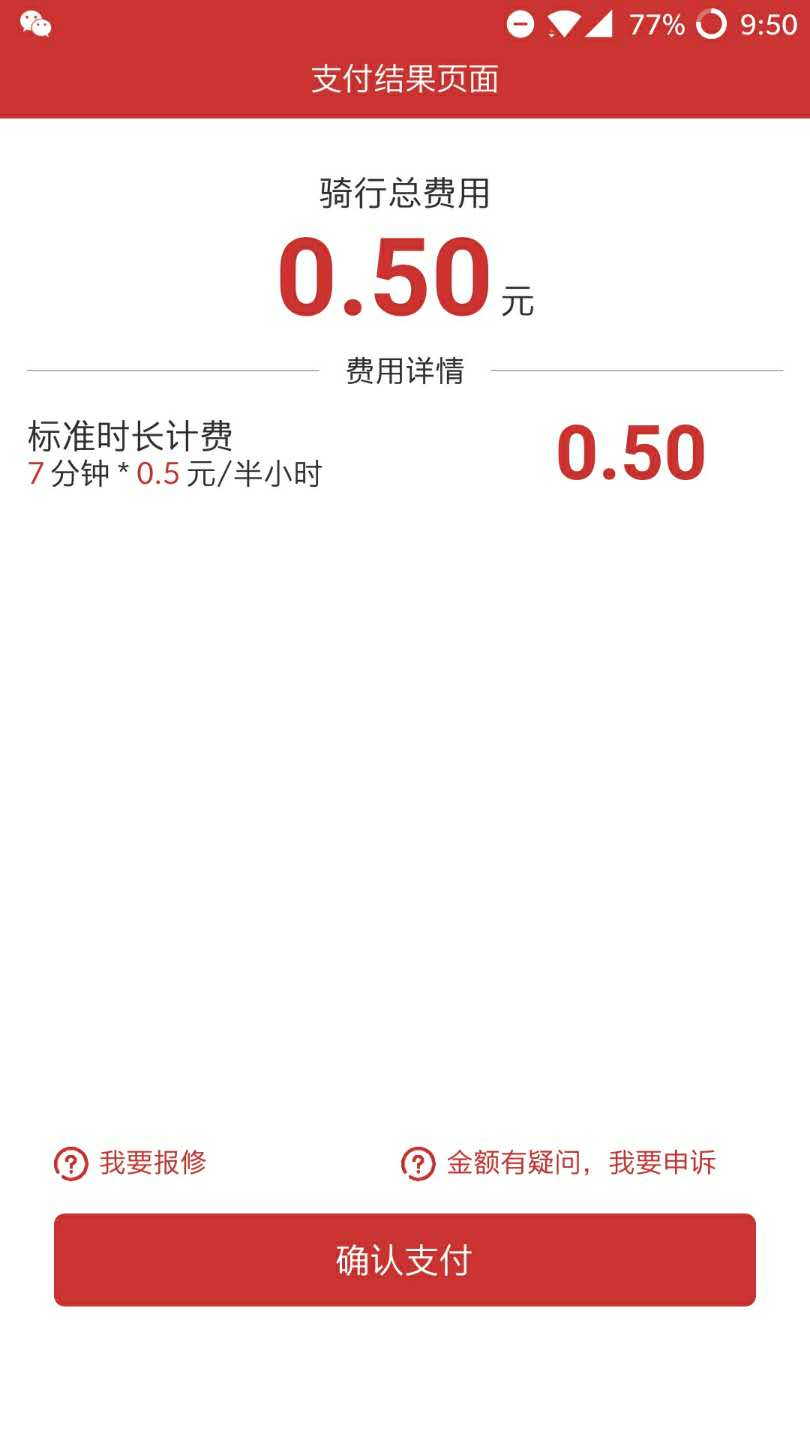 77% 9:50
支付结果页面
骑行总费用
0.50 元
费用详情
标准时长计费
7 分钟 * 0.5 元/半小时
0.50
我要报修
金额有疑问，我要申诉
确认支付